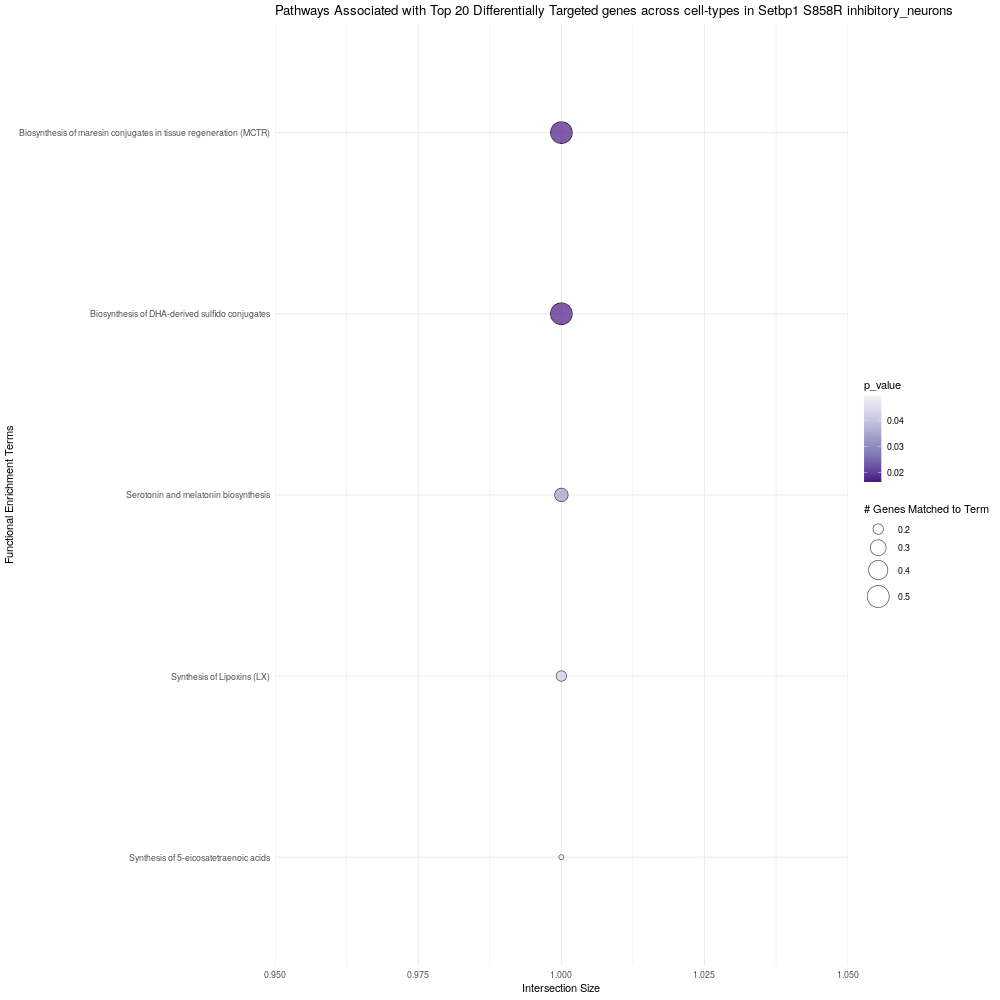 Pathways Associated with Top 20 Differentially Targeted genes across cell-types in Setbp1 S858R inhibitory_neurons
Functional Enrichment Terms
Biosynthesis of maresin conjugates in tissue regeneration (MCTR)
Biosynthesis of DHA-derived sulfido conjugates
Serotonin and melatonin biosynthesis
Synthesis of Lipoxins (LX)
Synthesis of 5-eicosatetraenoic acids
0.950
0.975
1.000
1.025
1.050
Intersection Size
p_value
0.04
0.03
0.02
# Genes Matched to Term
0.2
0.3
0.4
0.5